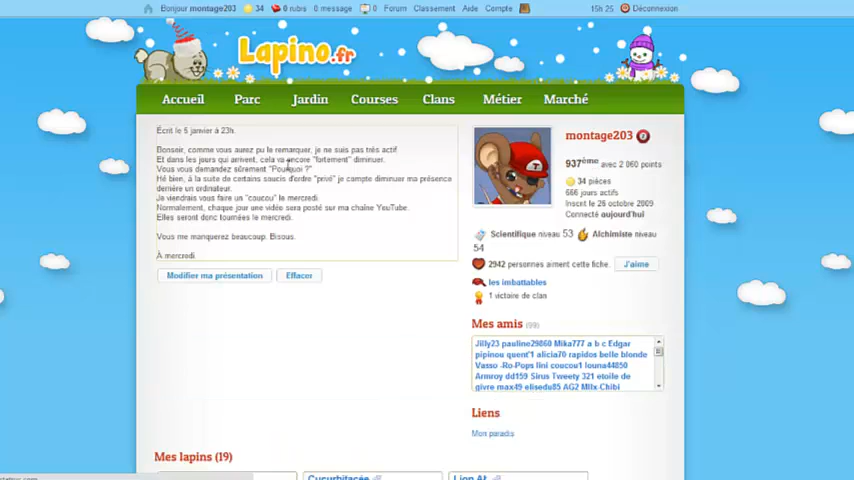 Bonjour montage203 34 0 rubis 0 message 0 Forum Classement Aide Compte 15h 25 Déconnexion
Lapino.fr
Accueil Parc Jardin Courses Clans Métier Marché
Ecrit le 5 janvier à 23h.
Bonsoir, comme vous aurez pu le remarquer, je ne suis pas très actif.
Et dans les jours qui arrivent, cela va encore "fortement" diminuer.
Vous vous demandez sûrement "Pourquoi ?"
Hé bien, à la suite de certains soucis d'ordre "privé" je compte diminuer ma présence
derrière un ordinateur.
Je viendrais vous faire un "coucou" le mercredi.
Normalement, chaque jour une vidéo sera posté sur ma chaîne YouTube.
Elles seront donc tournées le mercredi.
Vous me manquerez beaucoup. Bisous.
À mercredi.
Modifier ma présentation Effacer
montage203
937ème avec 2 060 points
34 pièces
666 jours actifs
Inscrit le 26 octobre 2009
Connecté aujourd'hui
Scientifique niveau 53 Alchimiste niveau
54
2942 personnes aiment cette fiche. J'aime
les imbattables
1 victoire de clan
Mes amis (99)
Jilly23 pauline29860 Mika777 a b c Edgar
pipinou quent'1 alicia70 rapidos belle blonde
Vasso -Ro-Pops lini coucou1 louna44850
Armroy dd159 Sirus Tweety 321 etoile de
givre max49 elisedu85 AG2 Mllx-Chibi
Liens
Mon paradis
Mes lapins (19)
Cucurbitacée